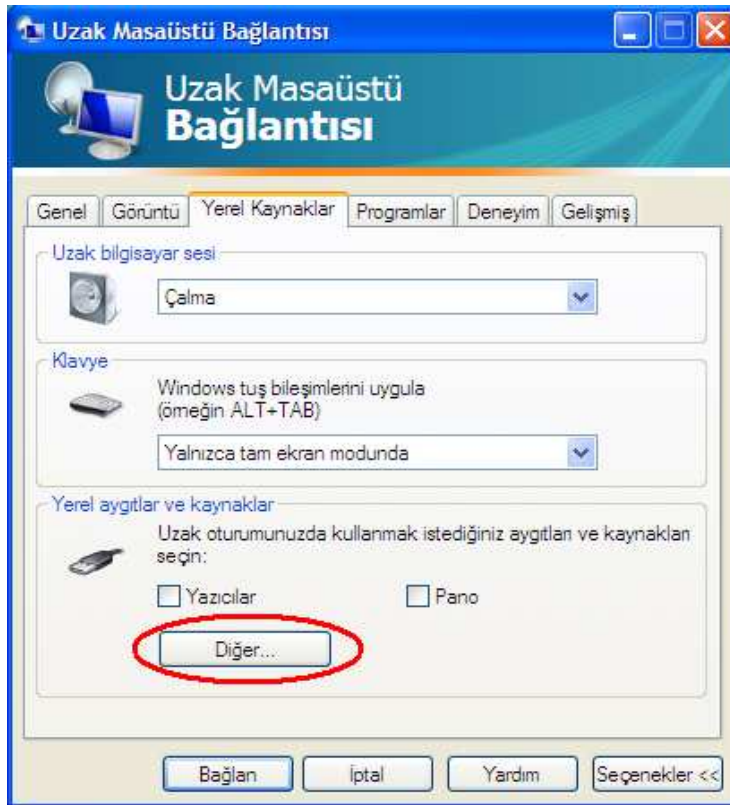 Uzak Masaüstü Bağlantısı
Uzak Masaüstü
Bağlantısı
Genel Görüntü Yerel Kaynaklar Programlar Deneyim Gelişmiş
Uzak bilgisayar sesi
Çalma
Klavye
Windows tuş bileşimlerini uygula
(örneğin ALT+TAB)
Yalnızca tam ekran modunda
Yerel aygıtlar ve kaynaklar
Uzak oturumunuzda kullanmak istediğiniz aygıtları ve kaynakları
seçin:
Yazıcılar Pano
Diğer...
Bağlan İptal Yardım Seçenekler <<